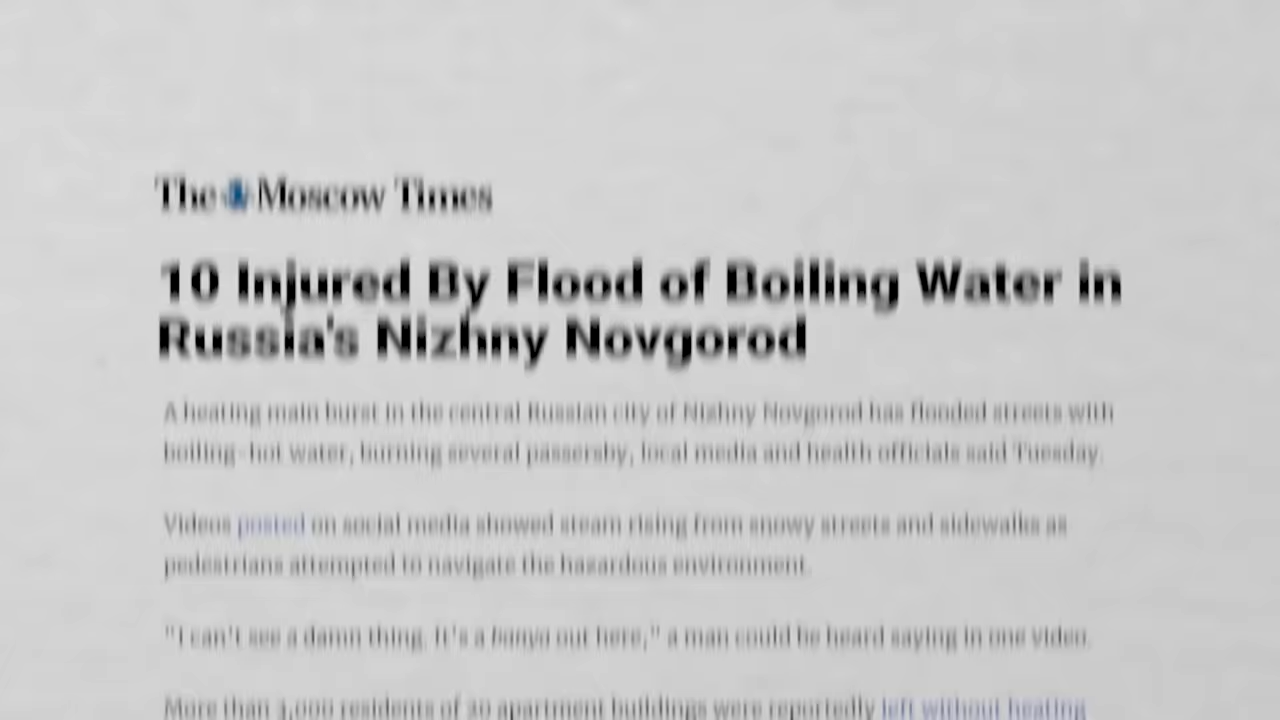 The Moscow Times
10 Injured By Flood of Boiling Water in
Russia's Nizhny Novgorod
A heating main burst in the central Russian city of Nizhny Novgorod has flooded streets with
boiling-hot water, burning several passersby, local media and health officials said Tuesday.
Videos posted on social media showed steam rising from snowy streets and sidewalks as
pedestrians attempted to navigate the hazardous environment.
"I can't see a damn thing. It's a banya out here," a man could be heard saying in one video.
More than 3,000 residents of 20 apartment buildings were reportedly left without heating